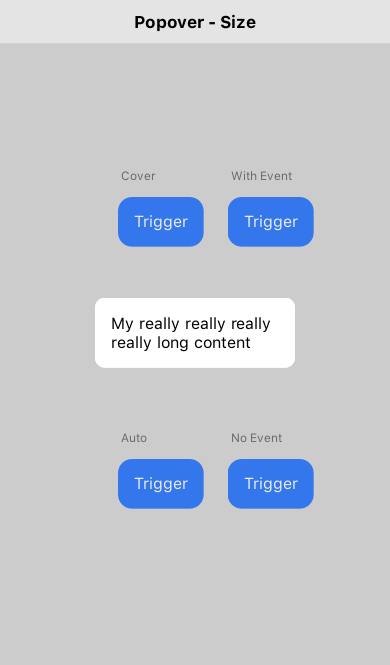 Popover - Size
Cover
With Event
Trigger
Trigger
My really really really
really long content
Auto
No Event
Trigger
Trigger